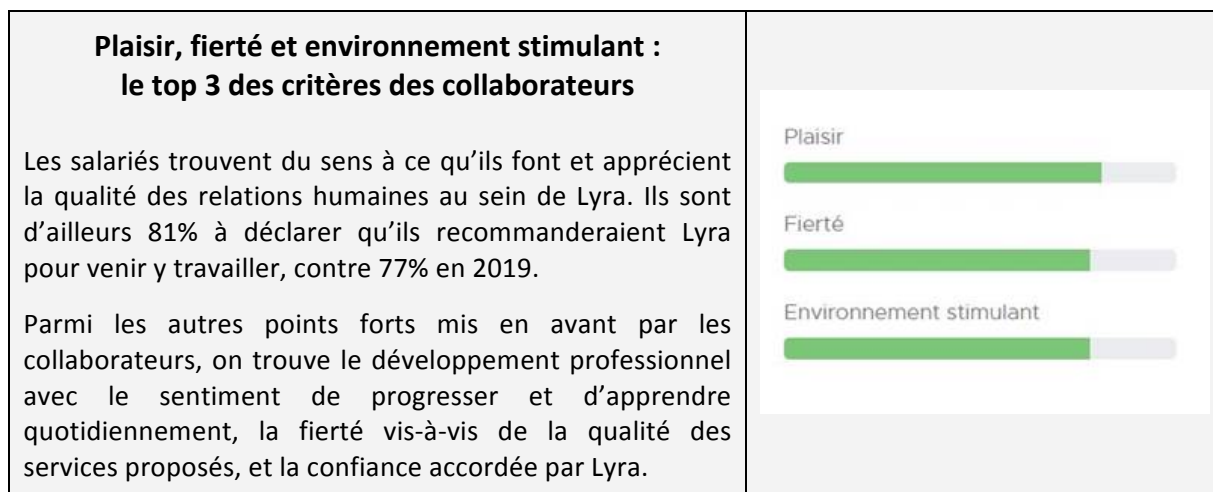 Plaisir, fierté et environnement stimulant :
le top 3 des critères des collaborateurs
Les salariés trouvent du sens à ce qu’ils font et apprécient
la qualité des relations humaines au sein de Lyra. Ils sont
d’ailleurs 81% à déclarer qu’ils recommanderaient Lyra
pour venir y travailler, contre 77% en 2019.
Parmi les autres points forts mis en avant par les
collaborateurs, on trouve le développement professionnel
avec le sentiment de progresser et d’apprendre
quotidiennement, la fierté vis-à-vis de la qualité des
services proposés, et la confiance accordée par Lyra.
Plaisir
Fierté
Environnement stimulant